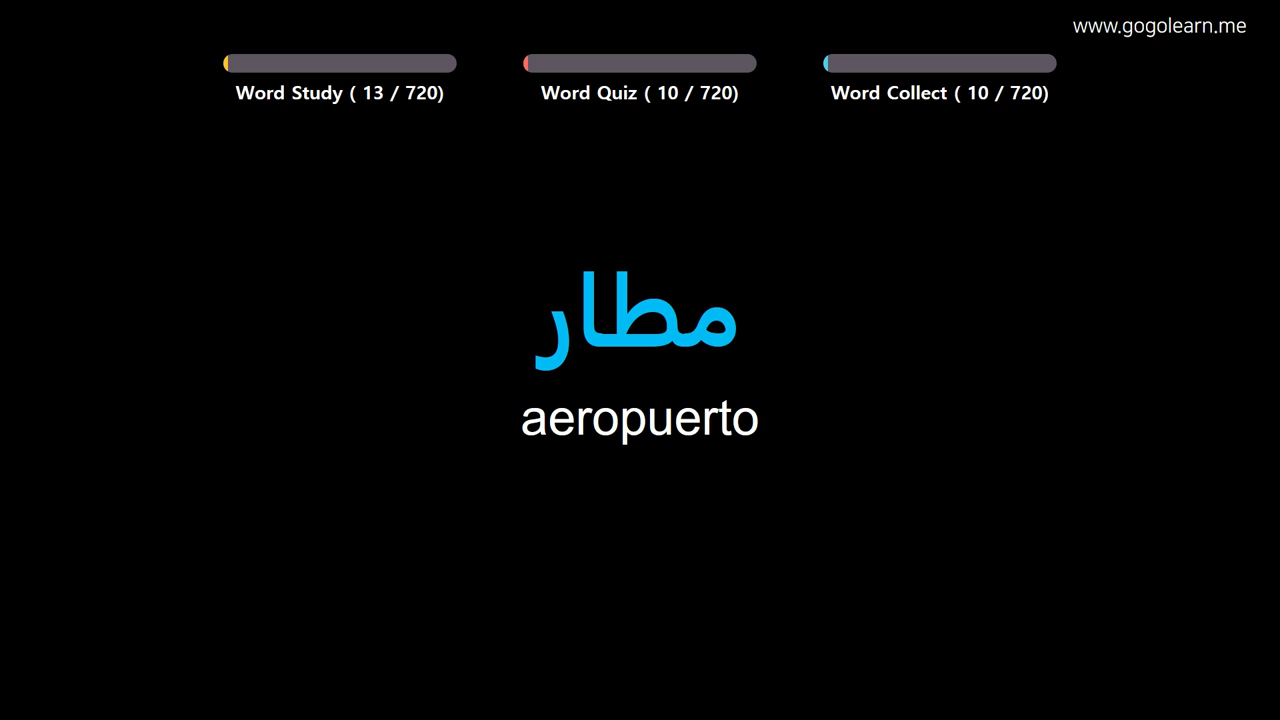 www.gogolearn.me
Word Study ( 13 / 720)
Word Quiz ( 10 / 720)
Word Collect ( 10 / 720)
مطار
aeropuerto